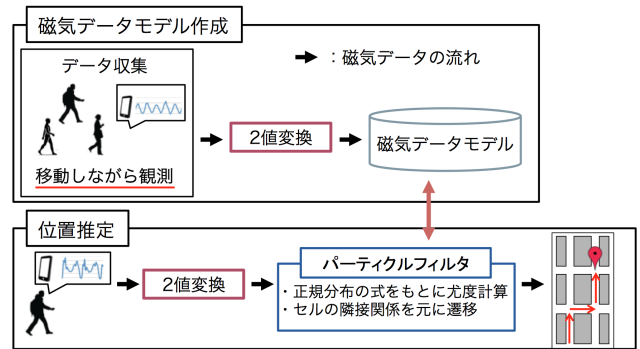 磁気データモデル作成
データ収集
:磁気データの流れ
2値変換
磁気データモデル
移動しながら観測
位置推定
2値変換
パーティクルフィルタ
・正規分布の式をもとに尤度計算
・セルの隣接関係を元に遷移